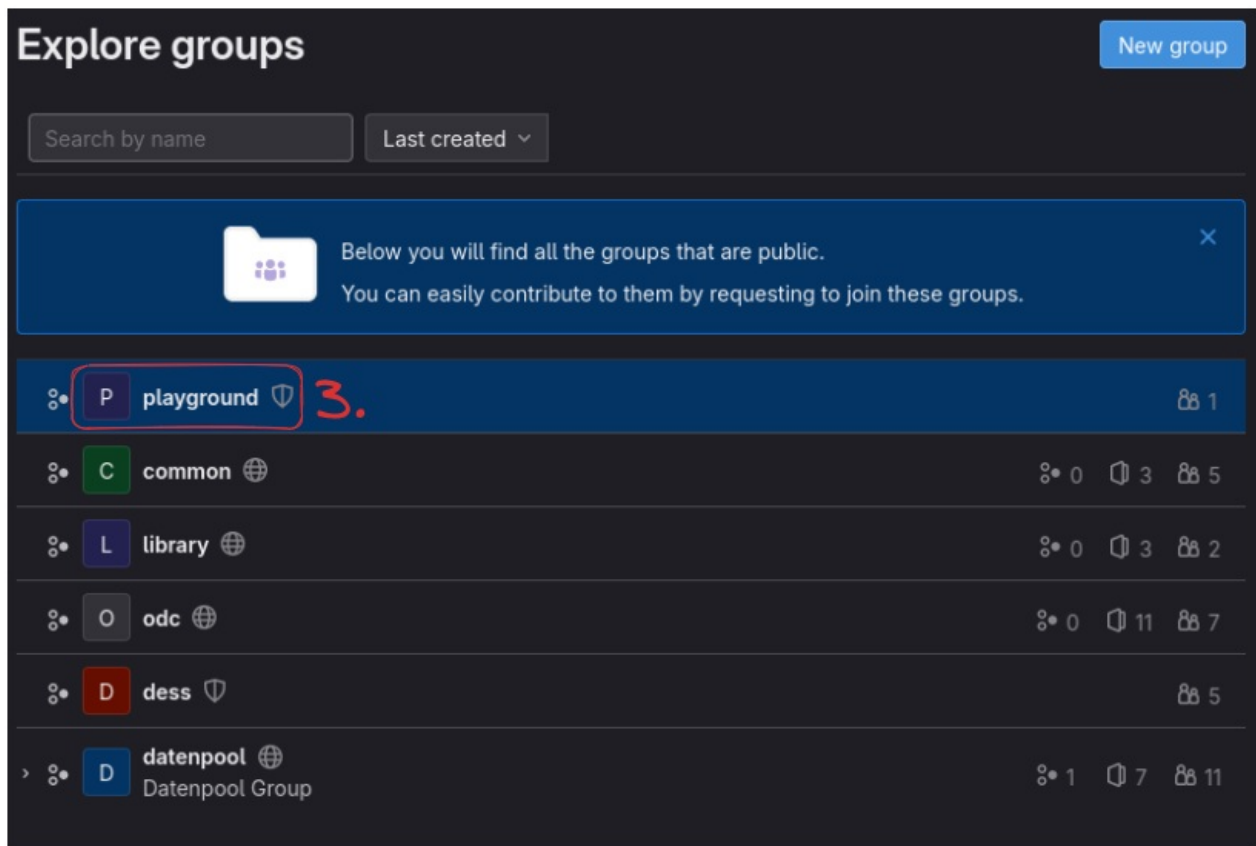 Explore groups
New group
Search by name
Last created
Below you will find all the groups that are public.
You can easily contribute to them by requesting to join these groups.
P playground 3. 1
C common 0 3 5
L library 0 3 2
O odc 0 11 7
D dess 5
D datenpool 1 7 11
Datenpool Group